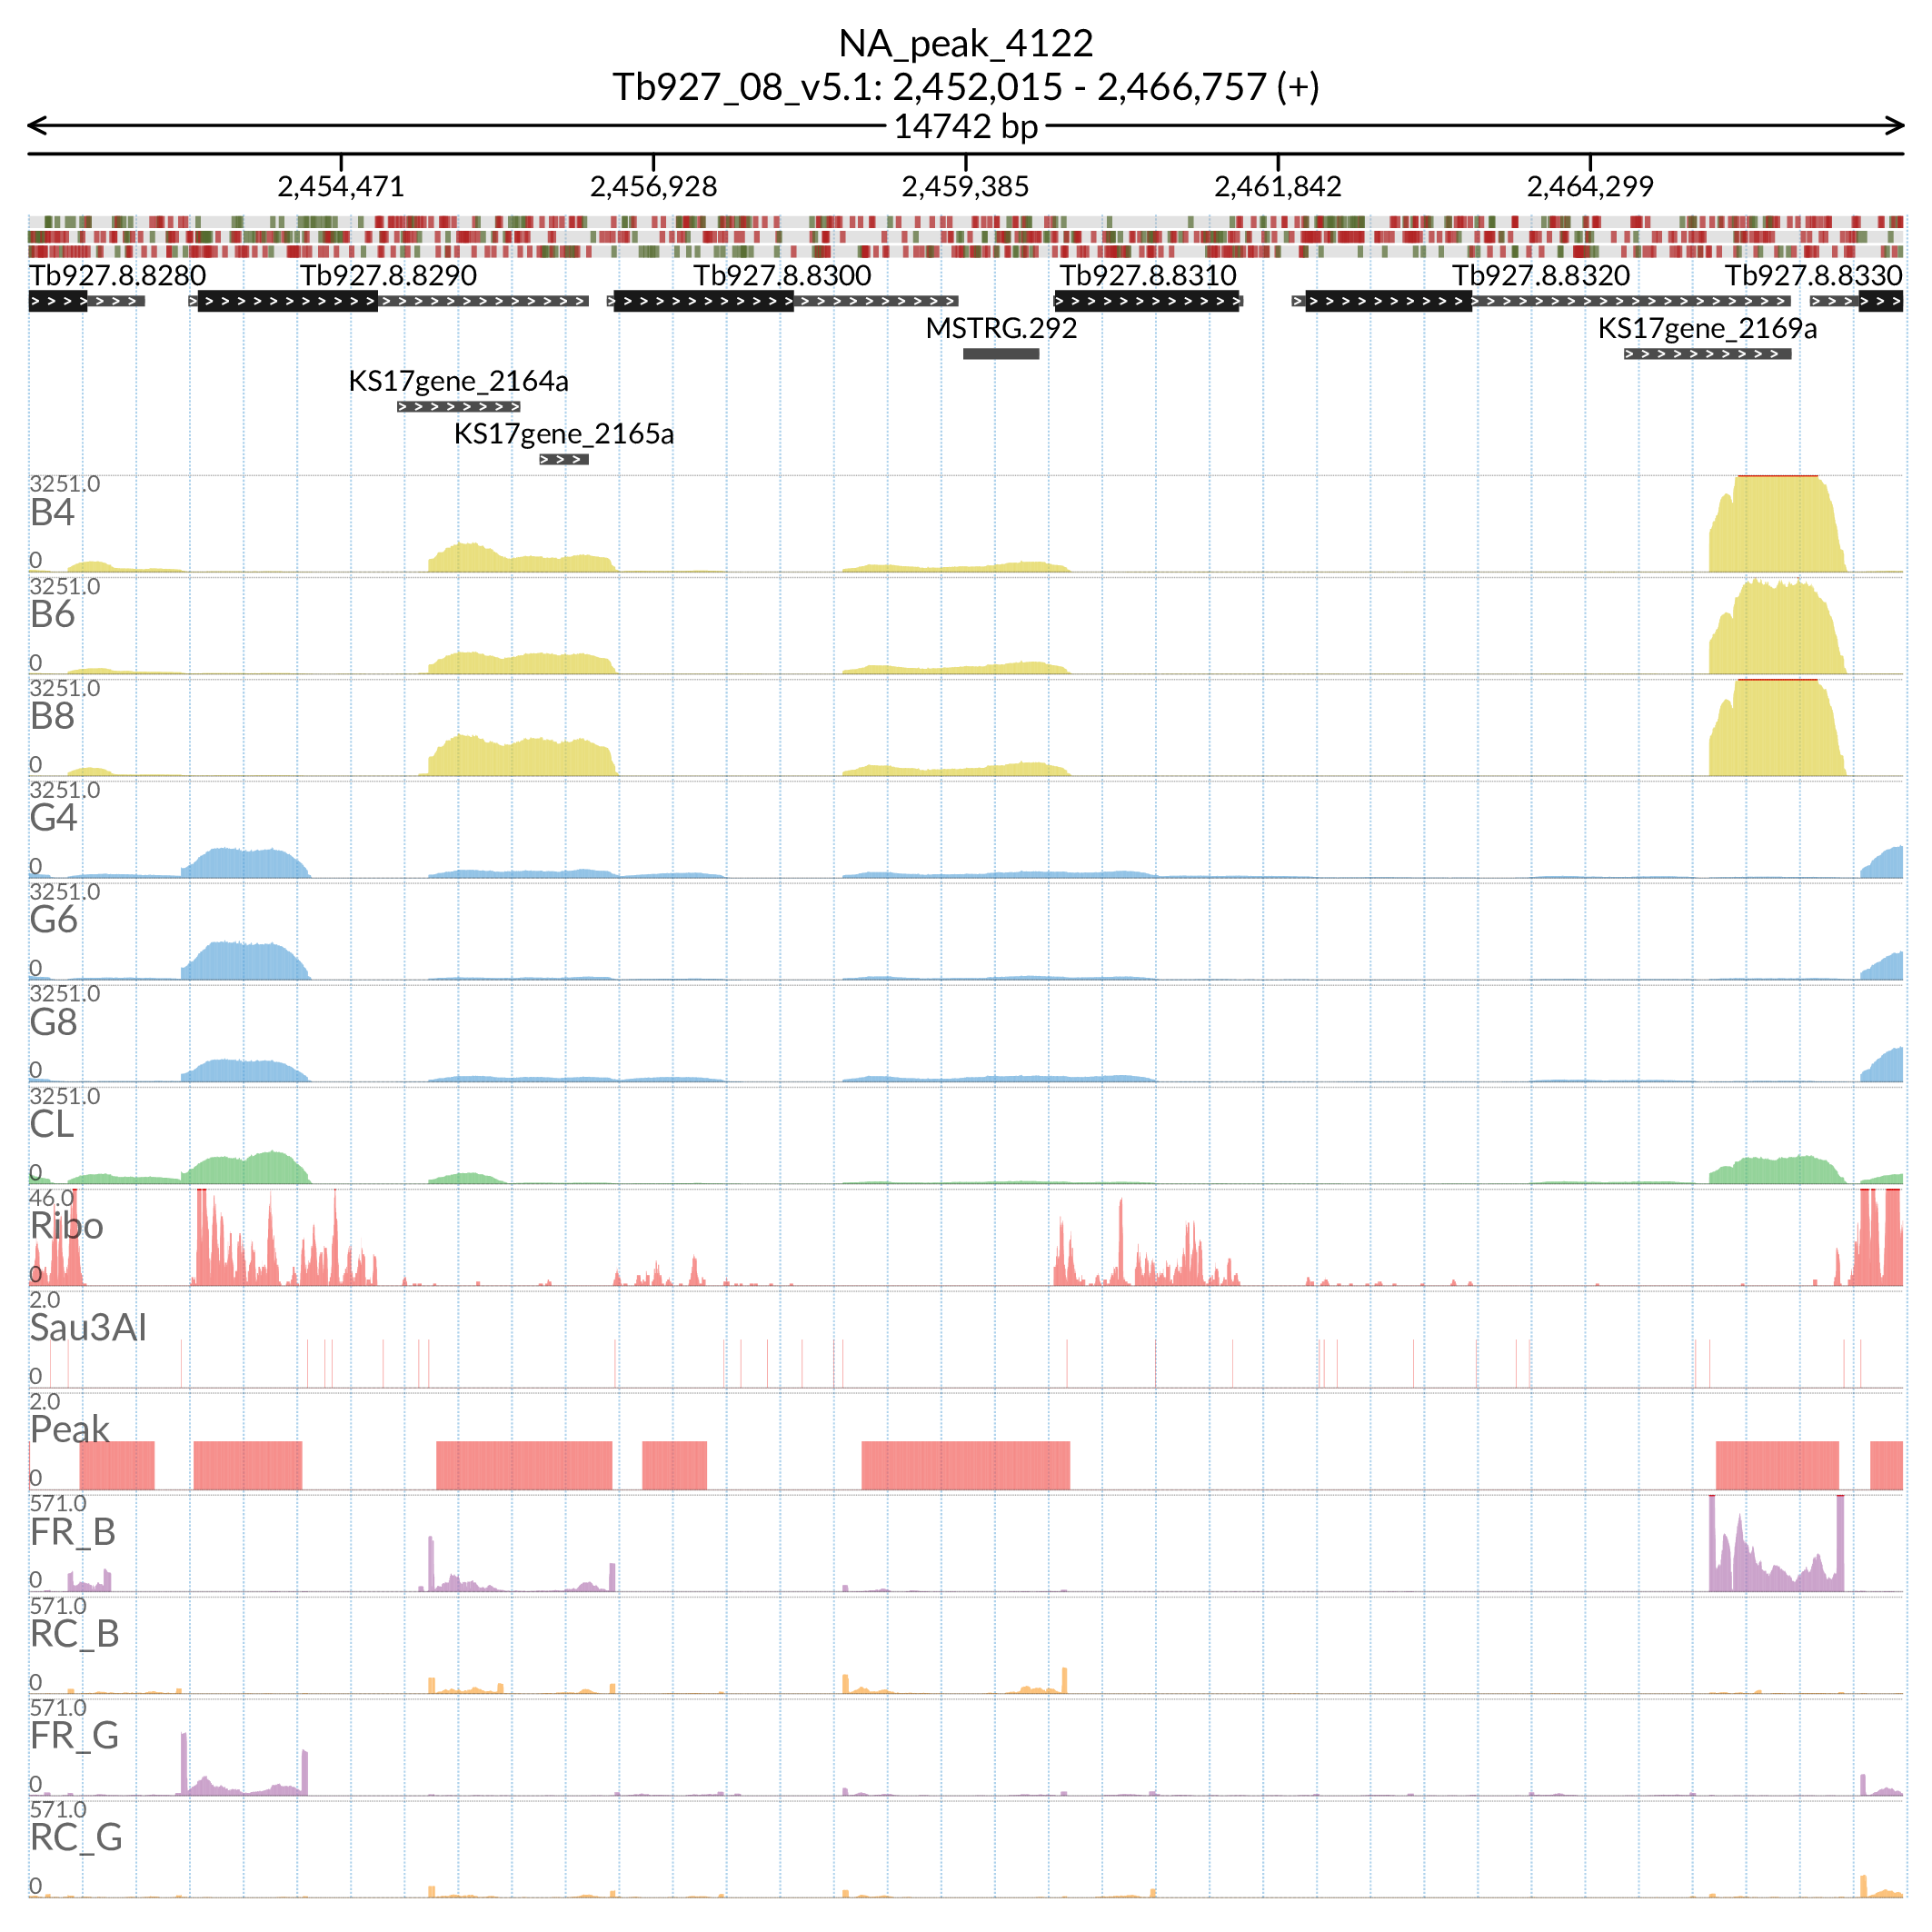 NA_peak_4122
Tb927_08_v5.1: 2,452,015 - 2,466,757 (+)
14742 bp
2,454,471 2,456,928 2,459,385 2,461,842 2,464,299
Tb927.8.8280 Tb927.8.8290 Tb927.8.8300 Tb927.8.8310 Tb927.8.8320 Tb927.8.8330
MSTRG.292 KS17gene_2169a
KS17gene_2164a
KS17gene_2165a
3251.0
B4
0
3251.0
B6
0
3251.0
B8
0
3251.0
G4
0
3251.0
G6
0
3251.0
G8
0
3251.0
CL
0
46.0
Ribo
0
2.0
Sau3AI
0
2.0
Peak
0
571.0
FR_B
0
571.0
RC_B
0
571.0
FR_G
0
571.0
RC_G
0